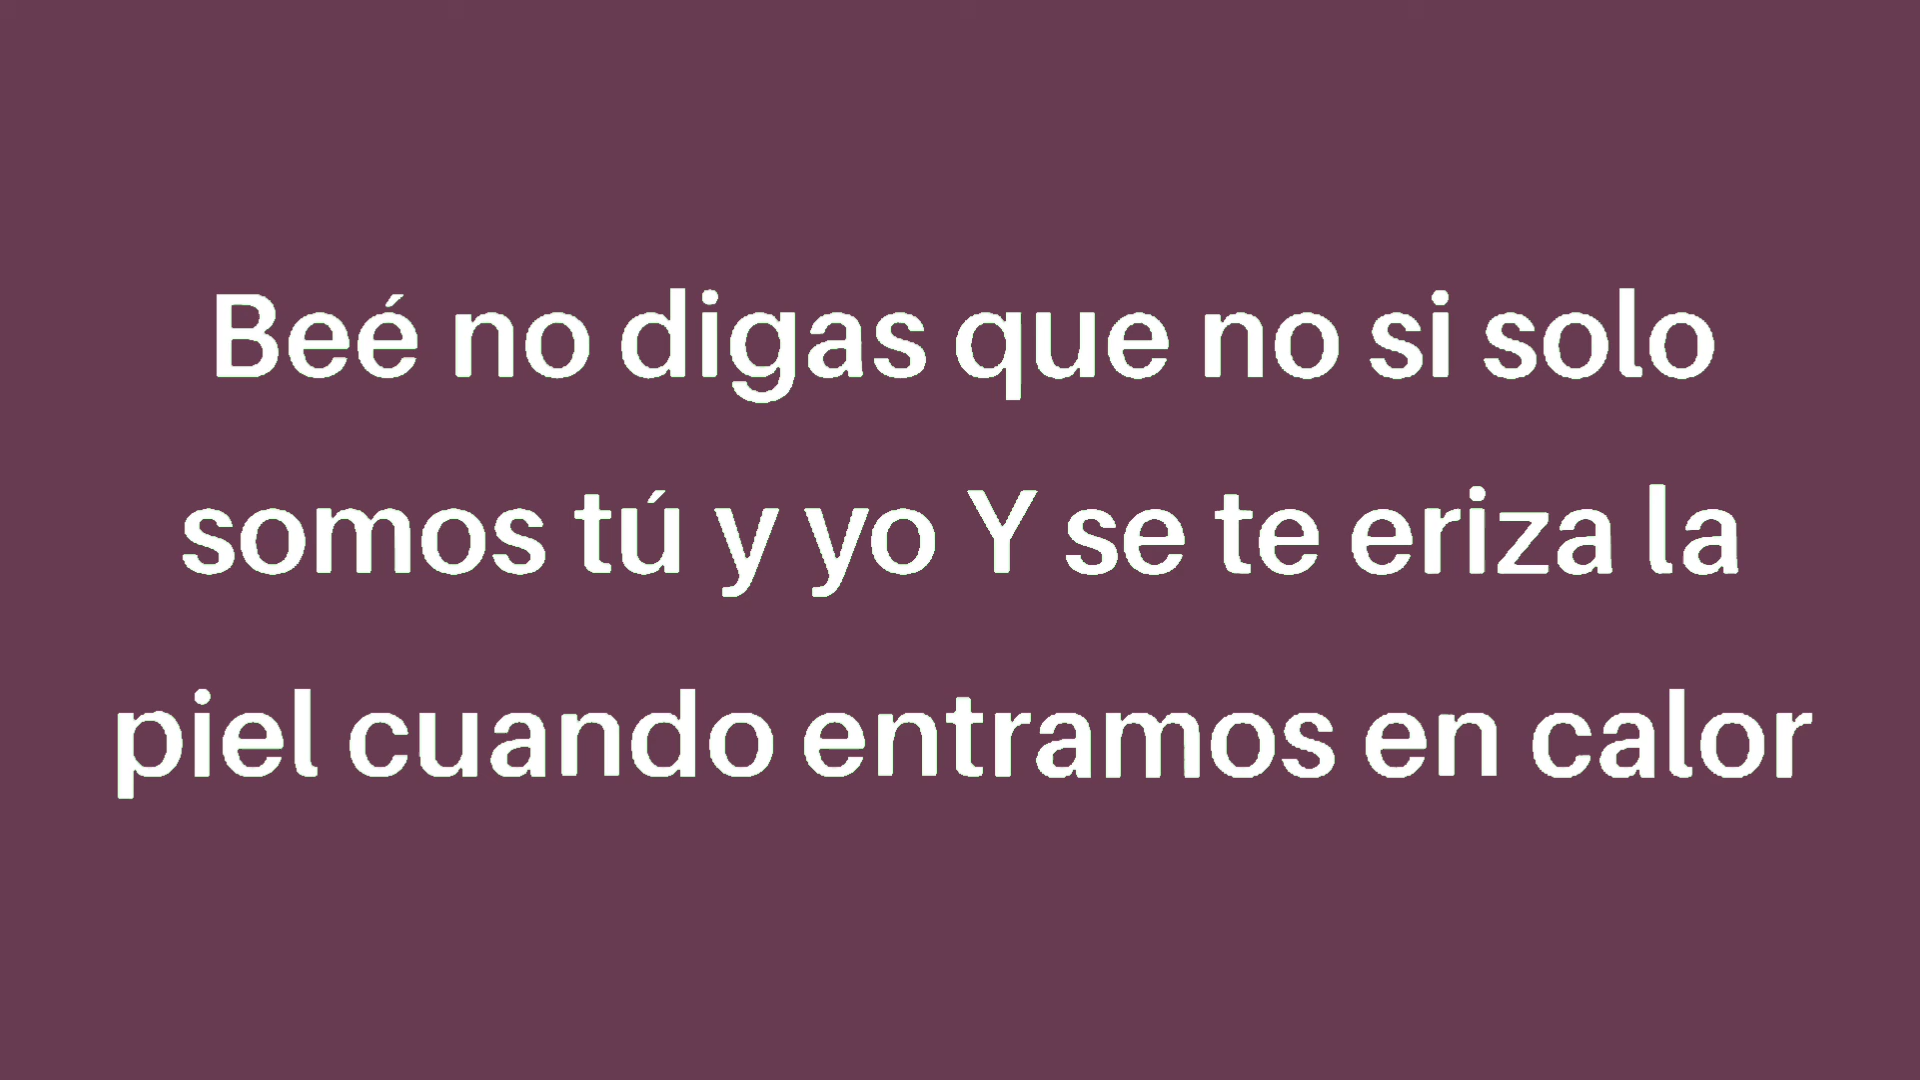 Beé no digas que no si solo
somos tú y yo Y se te eriza la
piel cuando entramos en calor